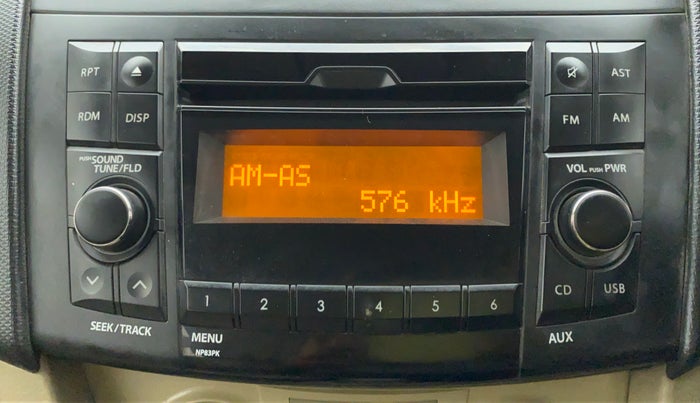 RPT
AST
RDM DISP
FM AM
PUSH SOUND
TUNE/FLD
VOL PUSH PWR
AM-AS
576 kHz
CD USB
1 2 3 4 5 6
SEEK/TRACK
MENU
NP83PK
AUX